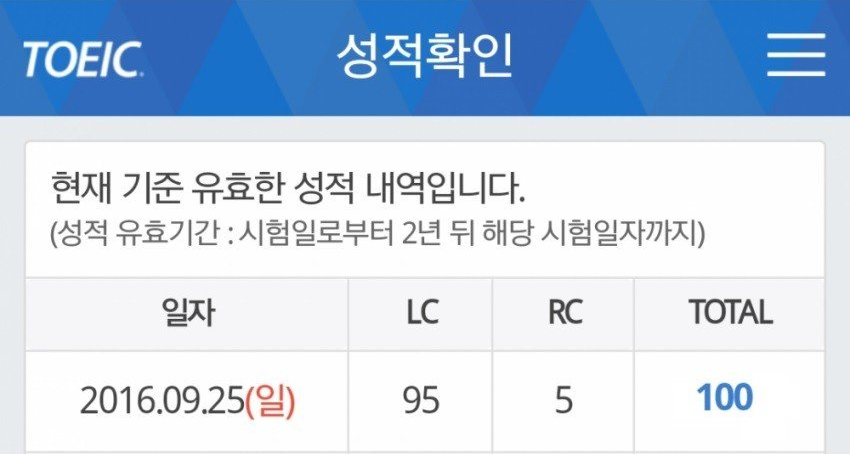 TOEIC. 성적확인
현재 기준 유효한 성적 내역입니다.
(성적 유효기간 : 시험일로부터 2년 뒤 해당 시험일자까지)
일자 LC RC TOTAL
2016.09.25(일) 95 5 100